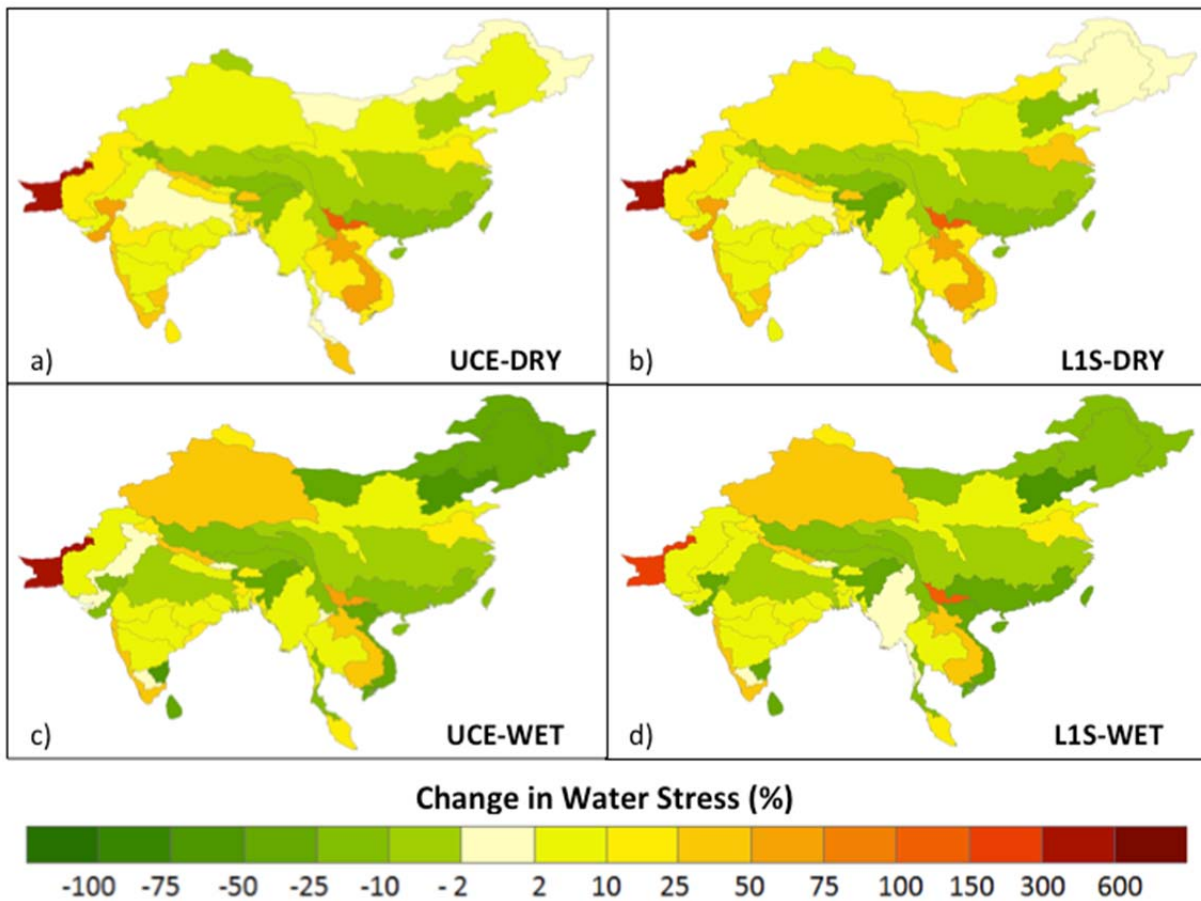 a)
UCE-DRY
b)
L1S-DRY
c)
UCE-WET
d)
L1S-WET
Change in Water Stress (%)
-100 -75 -50 -25 -10 - 2 2 10 25 50 75 100 150 300 600